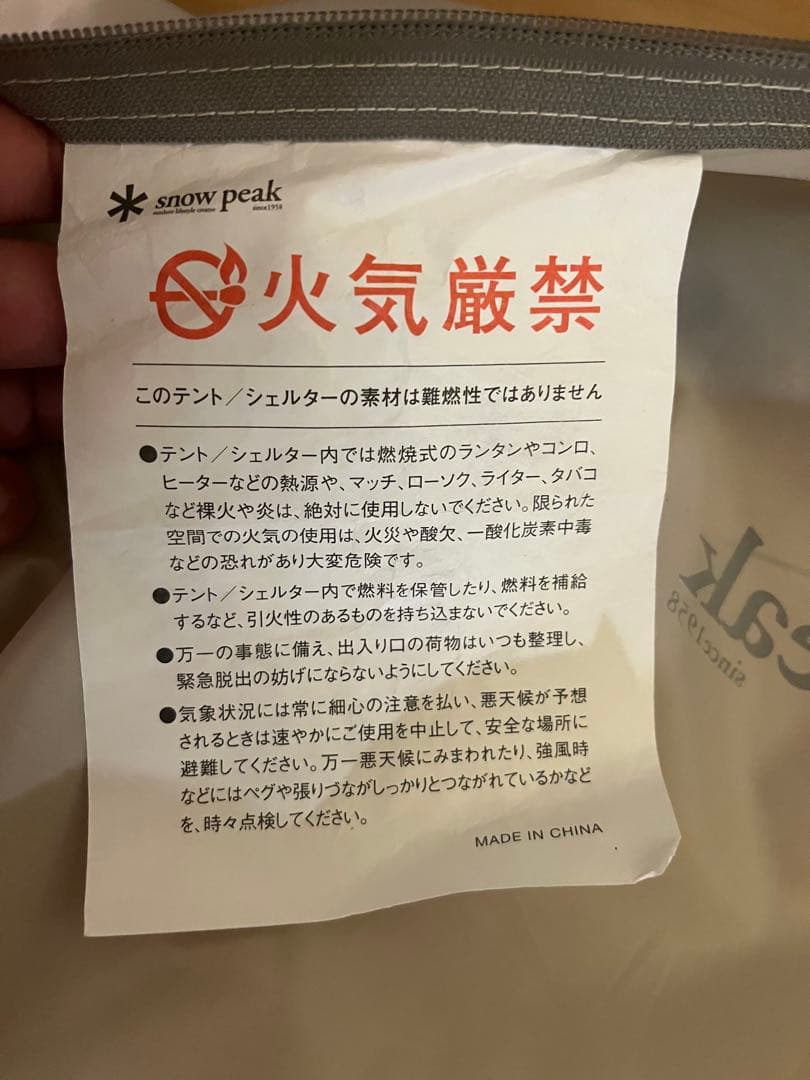 snow peak
outdoor lifestyle creator
since1958
火気厳禁
このテント／シェルターの素材は難燃性ではありません
●テント／シェルター内では燃焼式のランタンやコンロ、
ヒーターなどの熱源や、マッチ、ローソク、ライター、タバコ
など裸火や炎は、絶対に使用しないでください。限られた
空間での火気の使用は、火災や酸欠、一酸化炭素中毒
などの恐れがあり大変危険です。
●テント／シェルター内で燃料を保管したり、燃料を補給
するなど、引火性のあるものを持ち込まないでください。
●万一の事態に備え、出入り口の荷物はいつも整理し、
緊急脱出の妨げにならないようにしてください。
●気象状況には常に細心の注意を払い、悪天候が予想
されるときは速やかにご使用を中止して、安全な場所に
避難してください。万一悪天候にみまわれたり、強風時
などにはペグや張りづながしっかりとつながれているかなど
を、時々点検してください。
MADE IN CHINA
eak
since1958